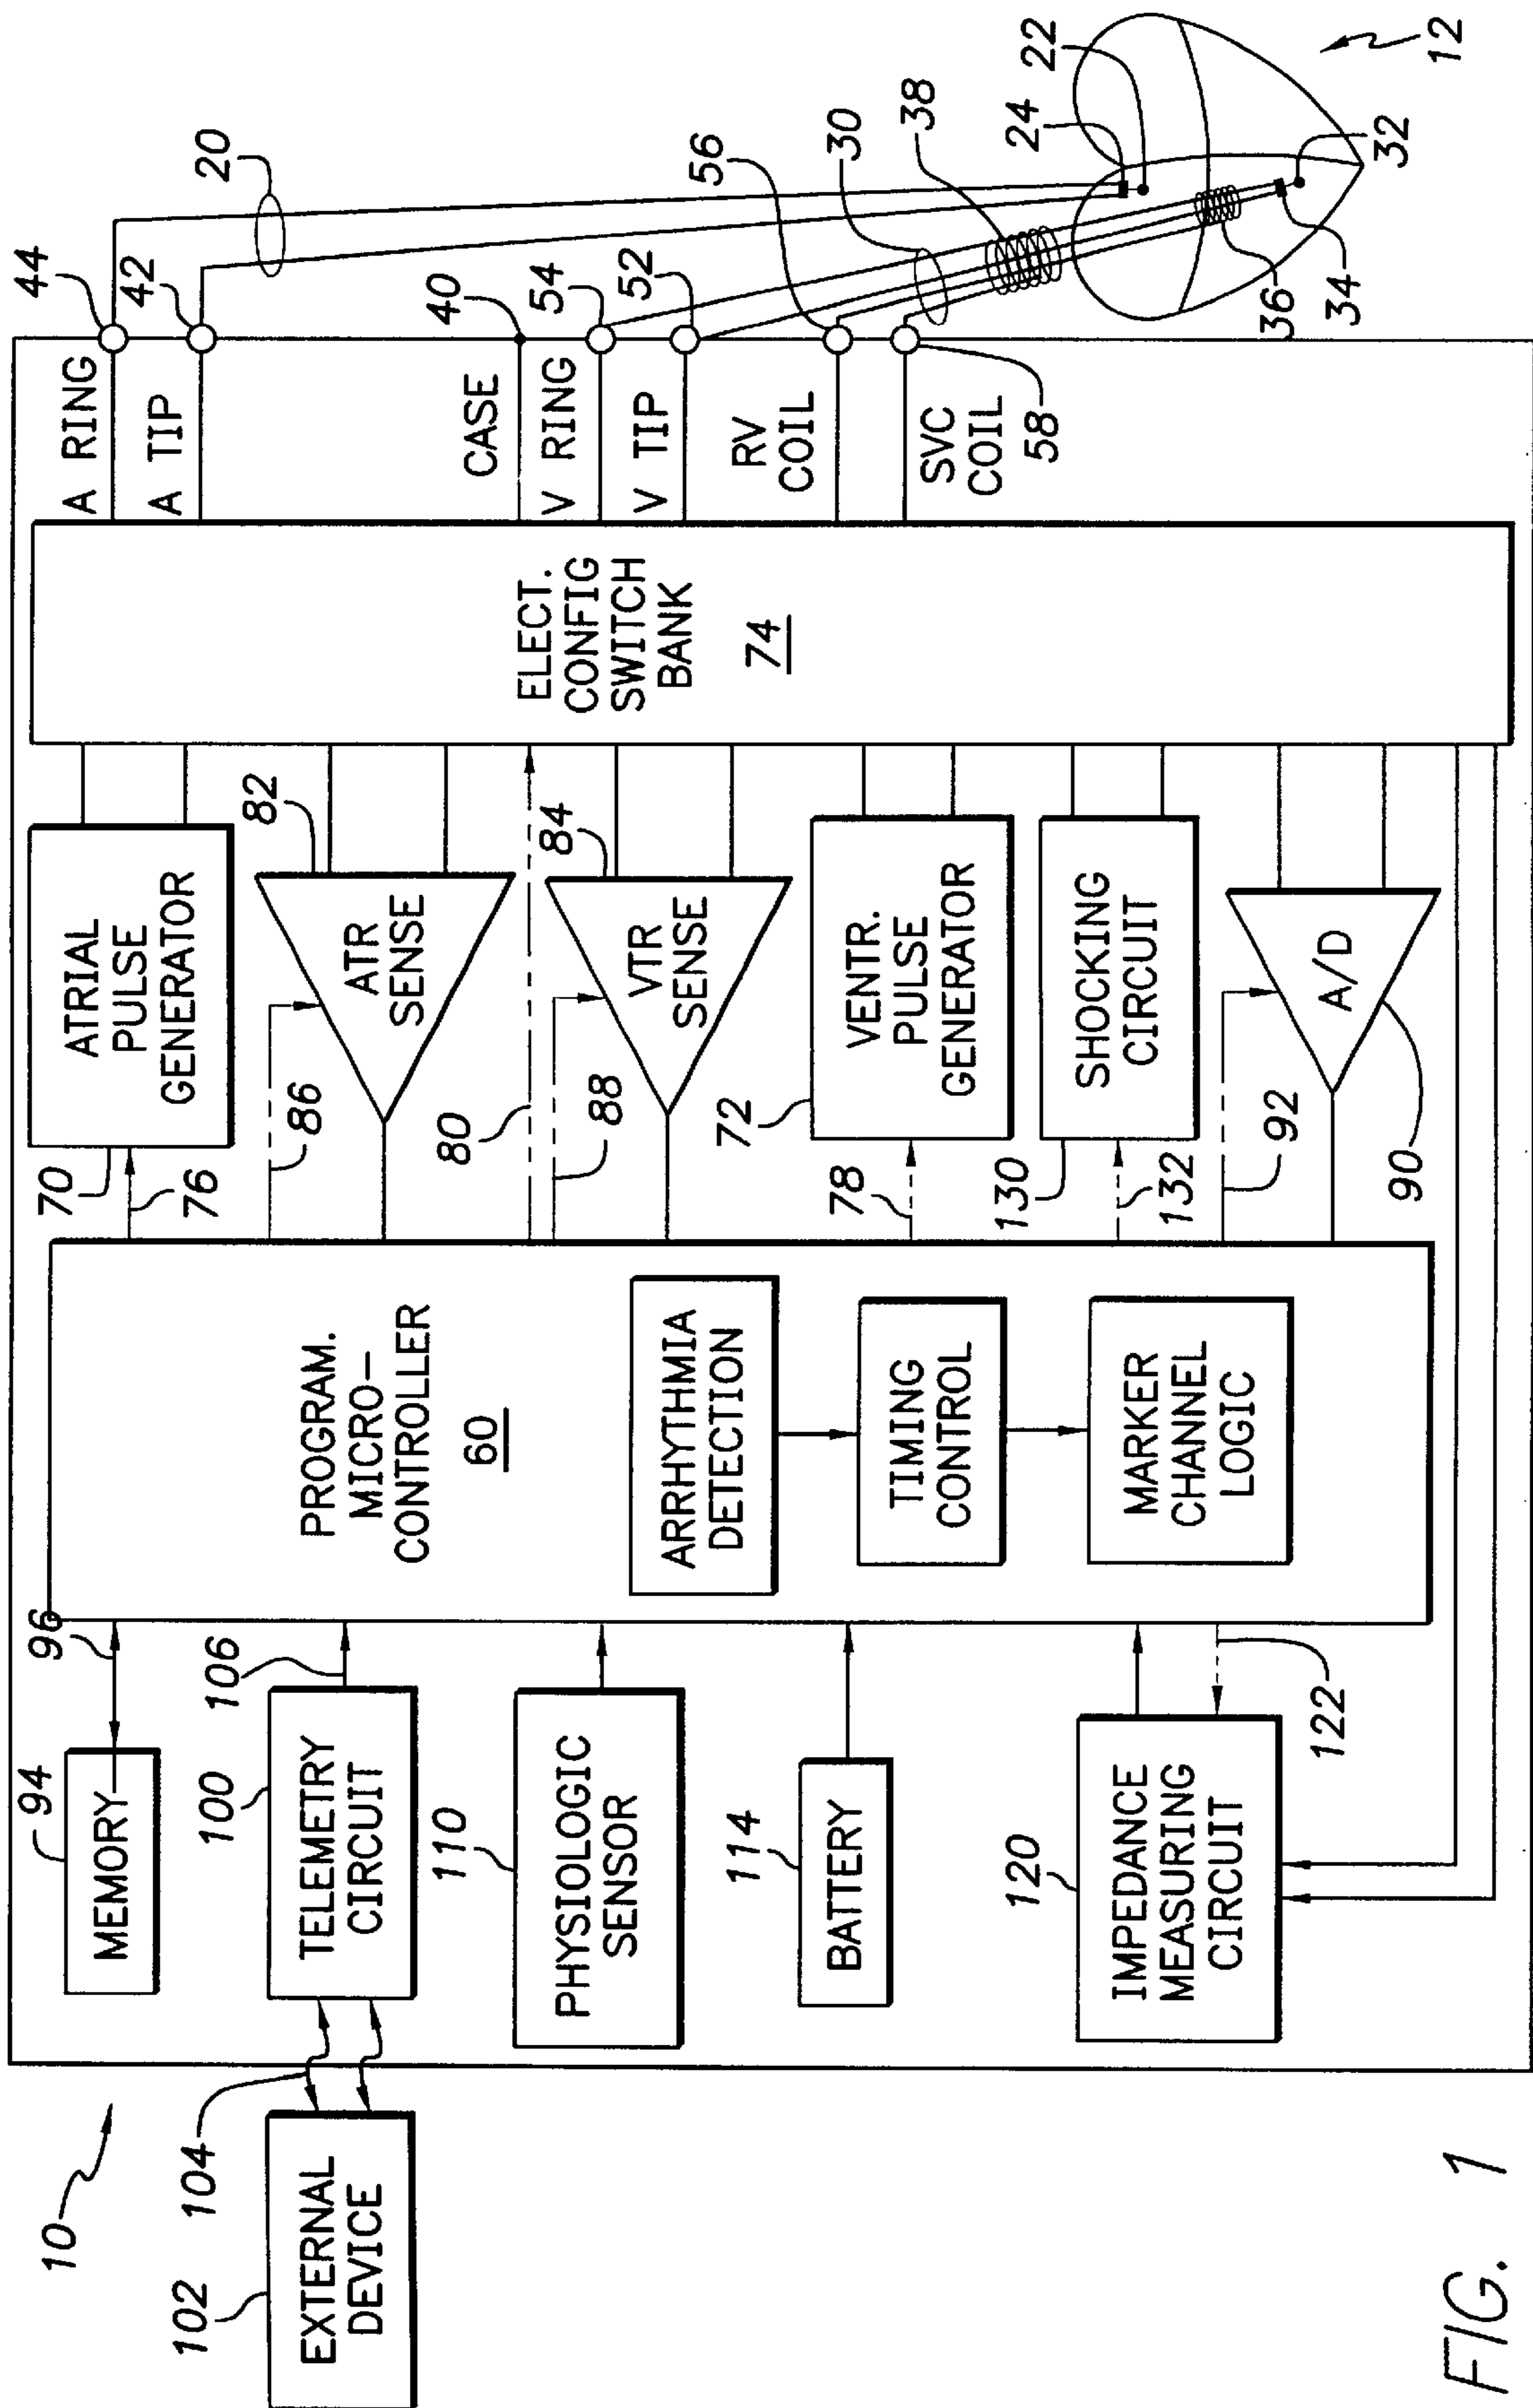 10
102
EXTERNAL
DEVICE
104
94
MEMORY
96
100
TELEMETRY
CIRCUIT
106
110
PHYSIOLOGIC
SENSOR
114
BATTERY
120
IMPEDANCE
MEASURING
CIRCUIT
122
PROGRAM.
MICRO-
CONTROLLER
60
ARRHYTHMIA
DETECTION
TIMING
CONTROL
MARKER
CHANNEL
LOGIC
70
76
ATRIAL
PULSE
GENERATOR
86
82
ATR
SENSE
80
88
84
VTR
SENSE
72
78
VENTR.
PULSE
GENERATOR
130
132
SHOCKING
CIRCUIT
92
A/D
90
ELECT.
CONFIG
SWITCH
BANK
74
A RING
44
A TIP
42
CASE
40
V RING
54
V TIP
52
RV
COIL
56
SVC
COIL
58
20
30
38
24
22
36
34
32
12
FIG. 1